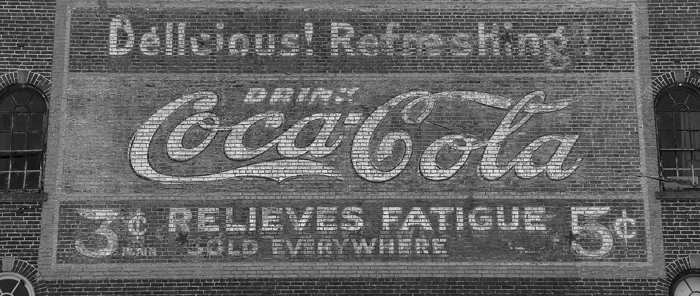 Delicious! Refreshing!
DRINK
Coca-Cola
3¢ RELIEVES FATIGUE 5¢
SOLD EVERYWHERE